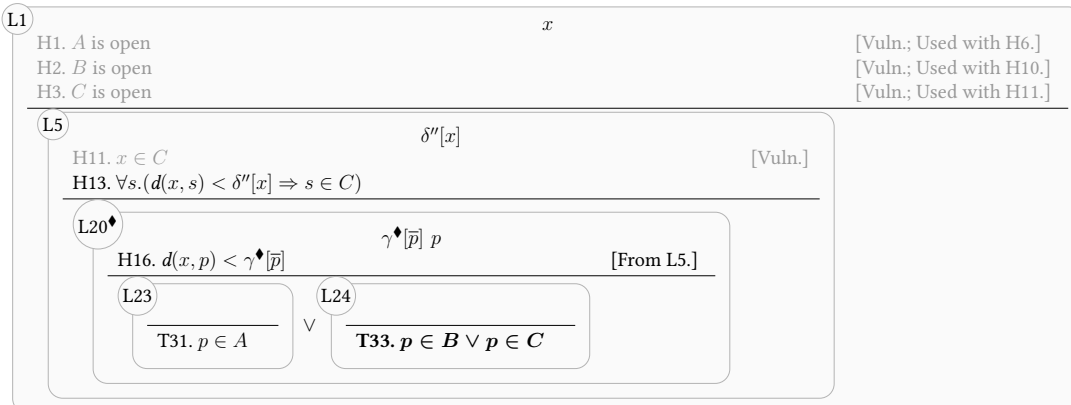 L1
x
H1. A is open [Vuln.; Used with H6.]
H2. B is open [Vuln.; Used with H10.]
H3. C is open [Vuln.; Used with H11.]
L5
δ″[x]
H11. x ∈ C [Vuln.]
H13. ∀s.(d(x, s) < δ″[x] ⇒ s ∈ C)
L20♦
γ♦[p̅] p
H16. d(x, p) < γ♦[p̅] [From L5.]
L23 L24
T31. p ∈ A ∨ T33. p ∈ B ∨ p ∈ C